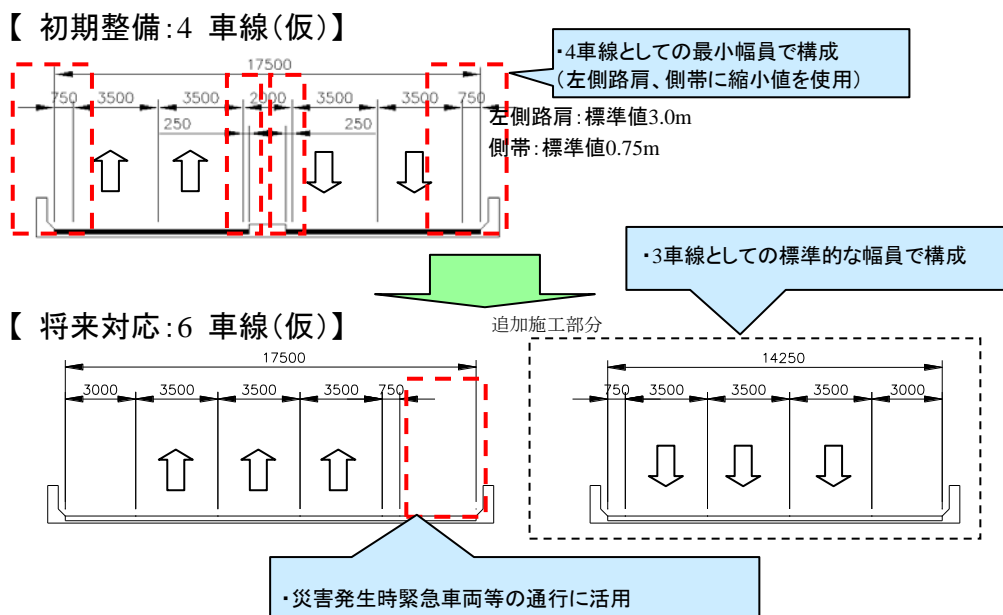 【 初期整備:4 車線(仮)】
・4車線としての最小幅員で構成
(左側路肩、側帯に縮小値を使用)
17500
750 3500 3500 2000 3500 3500 750
250 250
左側路肩:標準値3.0m
側帯:標準値0.75m
・3車線としての標準的な幅員で構成
【 将来対応:6 車線(仮)】
追加施工部分
17500
3000 3500 3500 3500 750
14250
750 3500 3500 3500 3000
・災害発生時緊急車両等の通行に活用